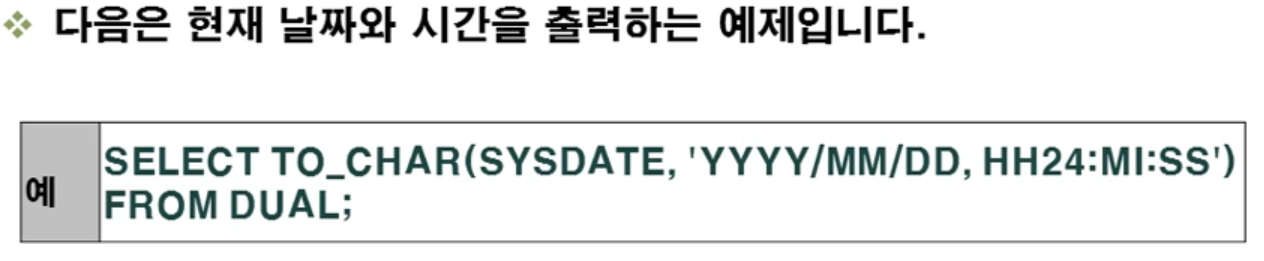 다음은 현재 날짜와 시간을 출력하는 예제입니다.
예
SELECT TO_CHAR(SYSDATE, 'YYYY/MM/DD, HH24:MI:SS')
FROM DUAL;